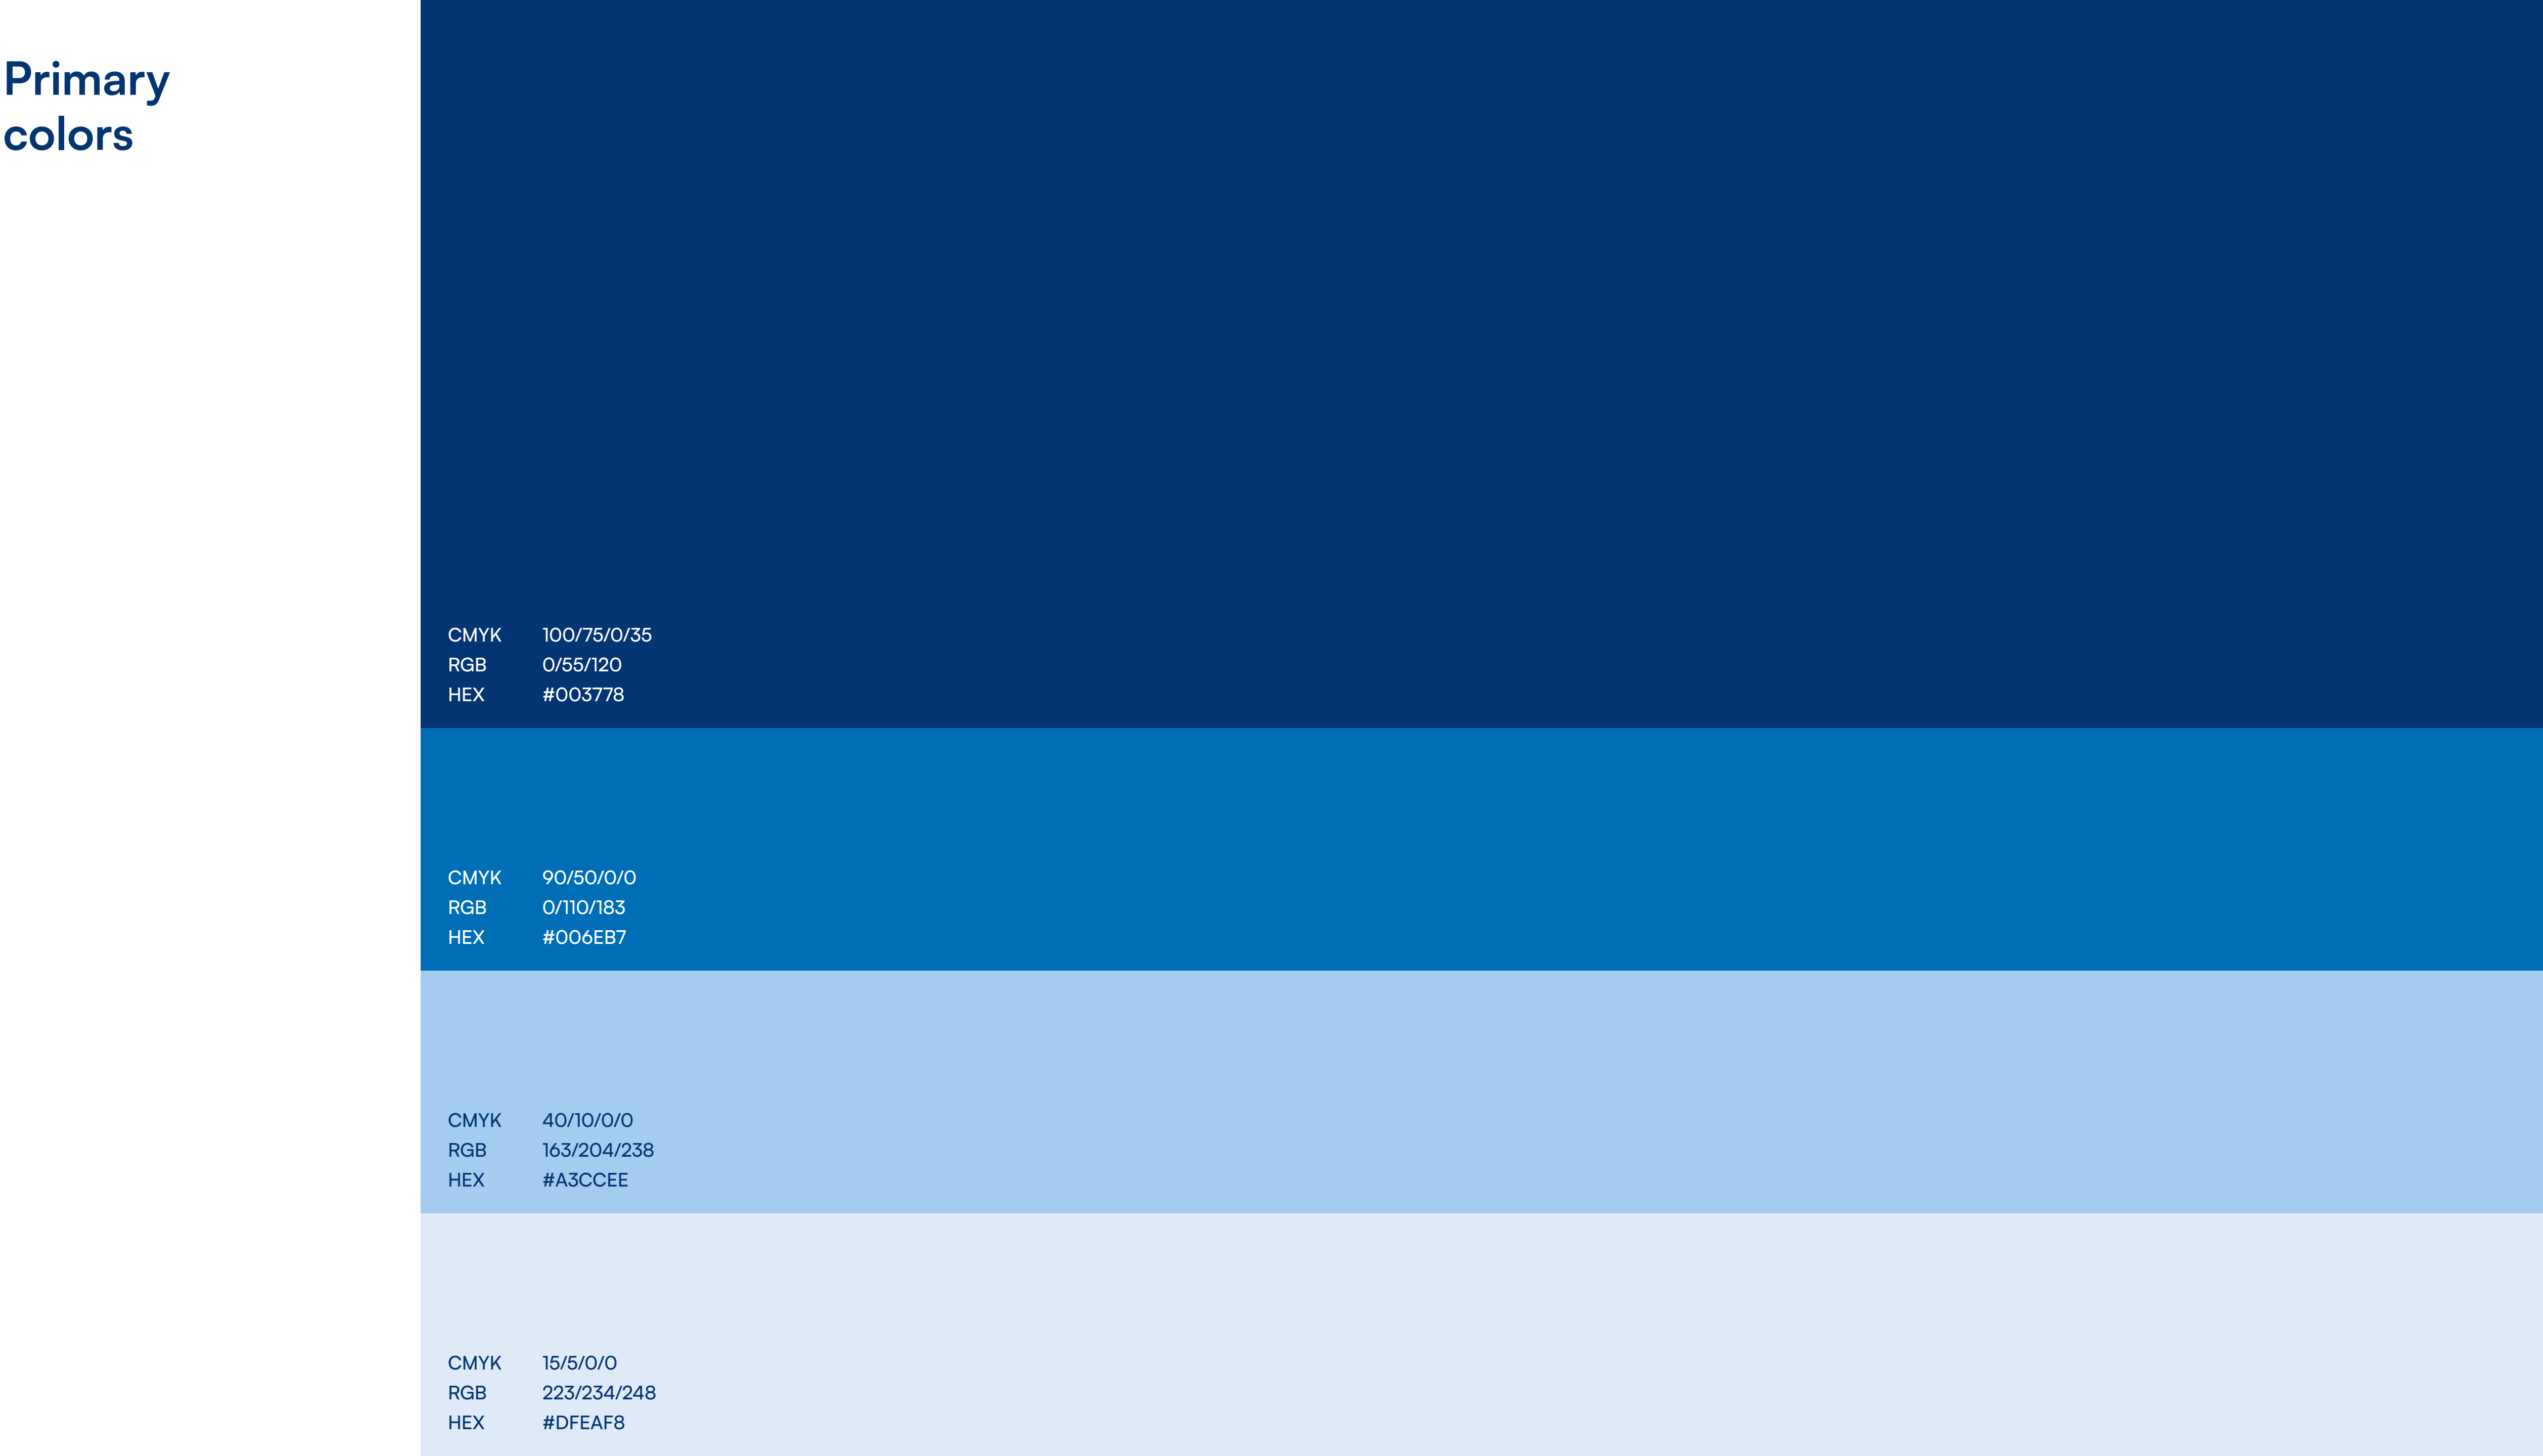 Primary
colors
CMYK 100/75/0/35
RGB 0/55/120
HEX #003778
CMYK 90/50/0/0
RGB 0/110/183
HEX #006EB7
CMYK 40/10/0/0
RGB 163/204/238
HEX #A3CCEE
CMYK 15/5/0/0
RGB 223/234/248
HEX #DFEAF8